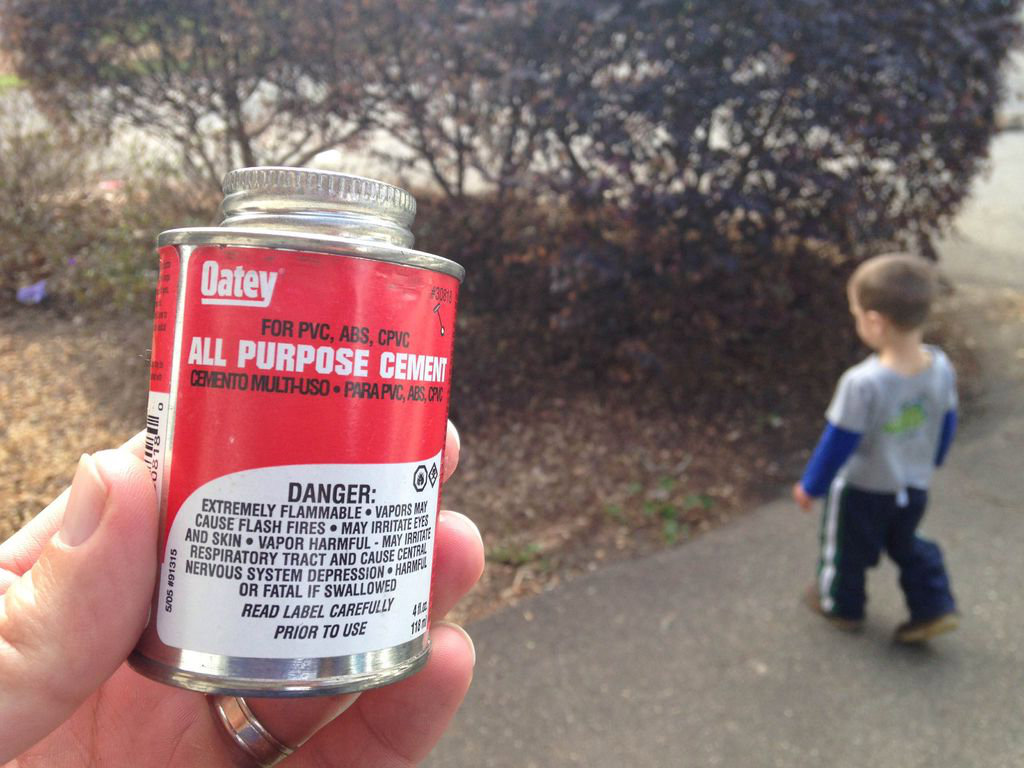 Oatey
#30818
FOR PVC, ABS, CPVC
ALL PURPOSE CEMENT
CEMENTO MULTI-USO • PARA PVC, ABS, CPVC
DANGER:
EXTREMELY FLAMMABLE • VAPORS MAY
CAUSE FLASH FIRES • MAY IRRITATE EYES
AND SKIN • VAPOR HARMFUL - MAY IRRITATE
RESPIRATORY TRACT AND CAUSE CENTRAL
NERVOUS SYSTEM DEPRESSION • HARMFUL
OR FATAL IF SWALLOWED
READ LABEL CAREFULLY
PRIOR TO USE
4 fl.oz.
118 ml
5/05 #91315